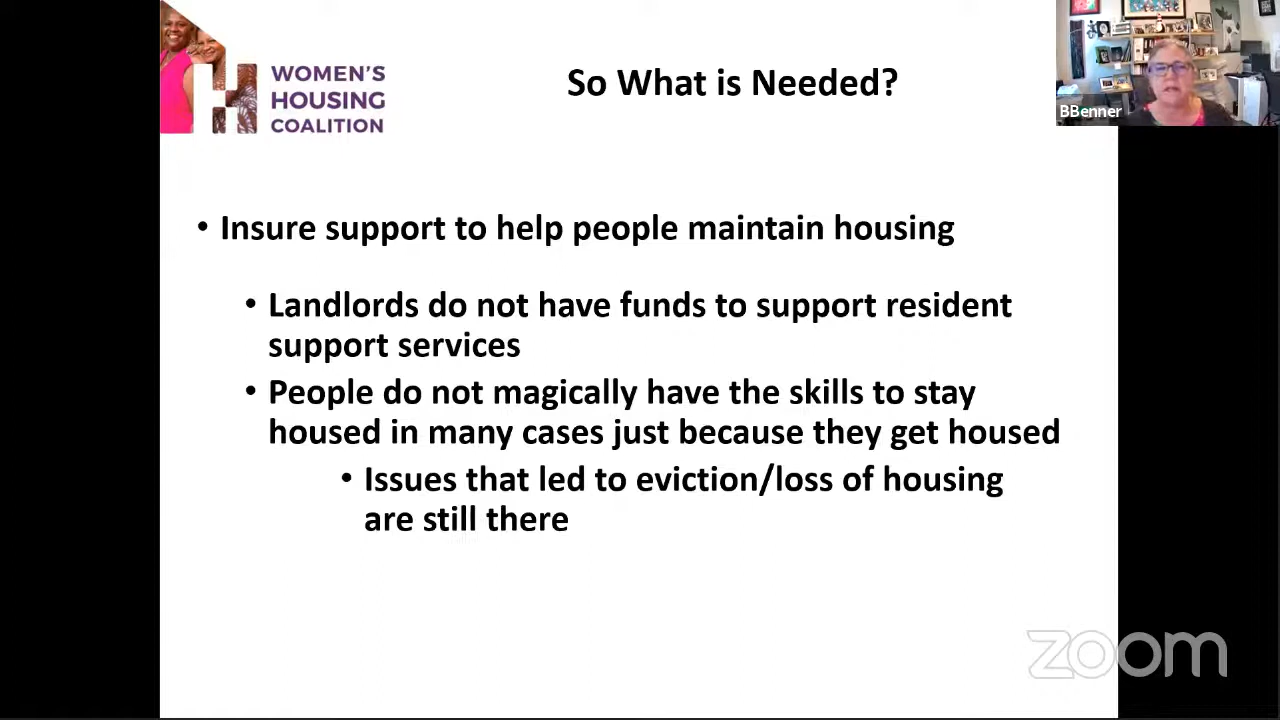 WOMEN'S
HOUSING
COALITION
So What is Needed?
BBenner
• Insure support to help people maintain housing
• Landlords do not have funds to support resident
support services
• People do not magically have the skills to stay
housed in many cases just because they get housed
• Issues that led to eviction/loss of housing
are still there
zoom